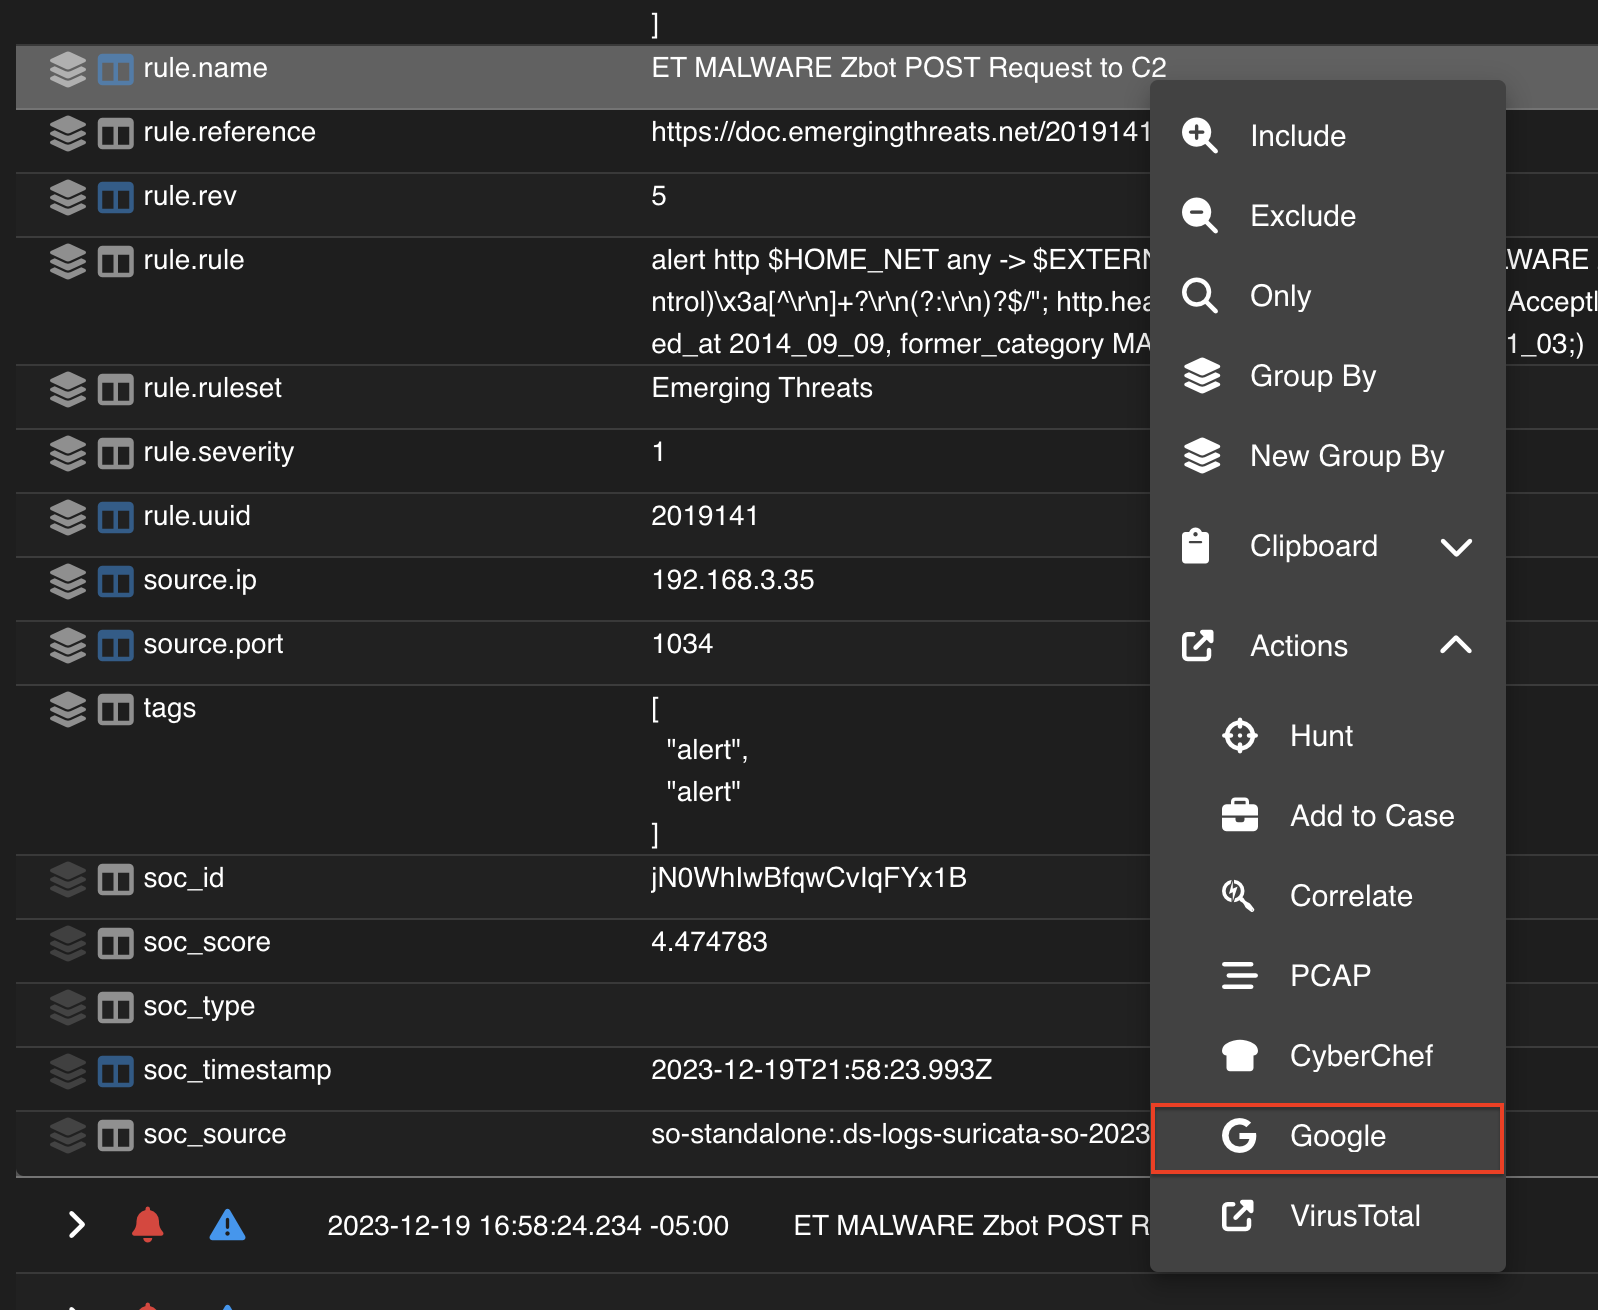 ]
rule.name ET MALWARE Zbot POST Request to C2
rule.reference https://doc.emergingthreats.net/2019141
rule.rev 5
rule.rule alert http $HOME_NET any -> $EXTERN
LWARE
ntrol)\x3a[^\r\n]+?\r\n(?:\r\n)?$/"; http.hea
Accept
ed_at 2014_09_09, former_category MA
1_03;)
rule.ruleset Emerging Threats
rule.severity 1
rule.uuid 2019141
source.ip 192.168.3.35
source.port 1034
tags [
"alert",
"alert"
]
soc_id
soc_score 4.474783
soc_type
soc_timestamp 2023-12-19T21:58:23.993Z
soc_source so-standalone:.ds-logs-suricata-so-2023
2023-12-19 16:58:24.234 -05:00 ET MALWARE Zbot POST R
Include
Exclude
Only
Group By
New Group By
Clipboard
Actions
Hunt
Add to Case
Correlate
PCAP
CyberChef
Google
VirusTotal